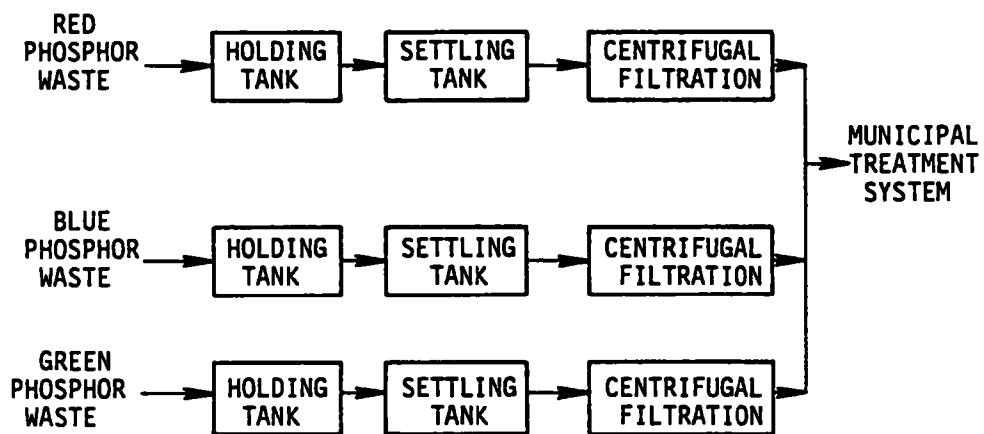 RED
PHOSPHOR
WASTE
HOLDING
TANK
SETTLING
TANK
CENTRIFUGAL
FILTRATION
MUNICIPAL
TREATMENT
SYSTEM
BLUE
PHOSPHOR
WASTE
HOLDING
TANK
SETTLING
TANK
CENTRIFUGAL
FILTRATION
GREEN
PHOSPHOR
WASTE
HOLDING
TANK
SETTLING
TANK
CENTRIFUGAL
FILTRATION